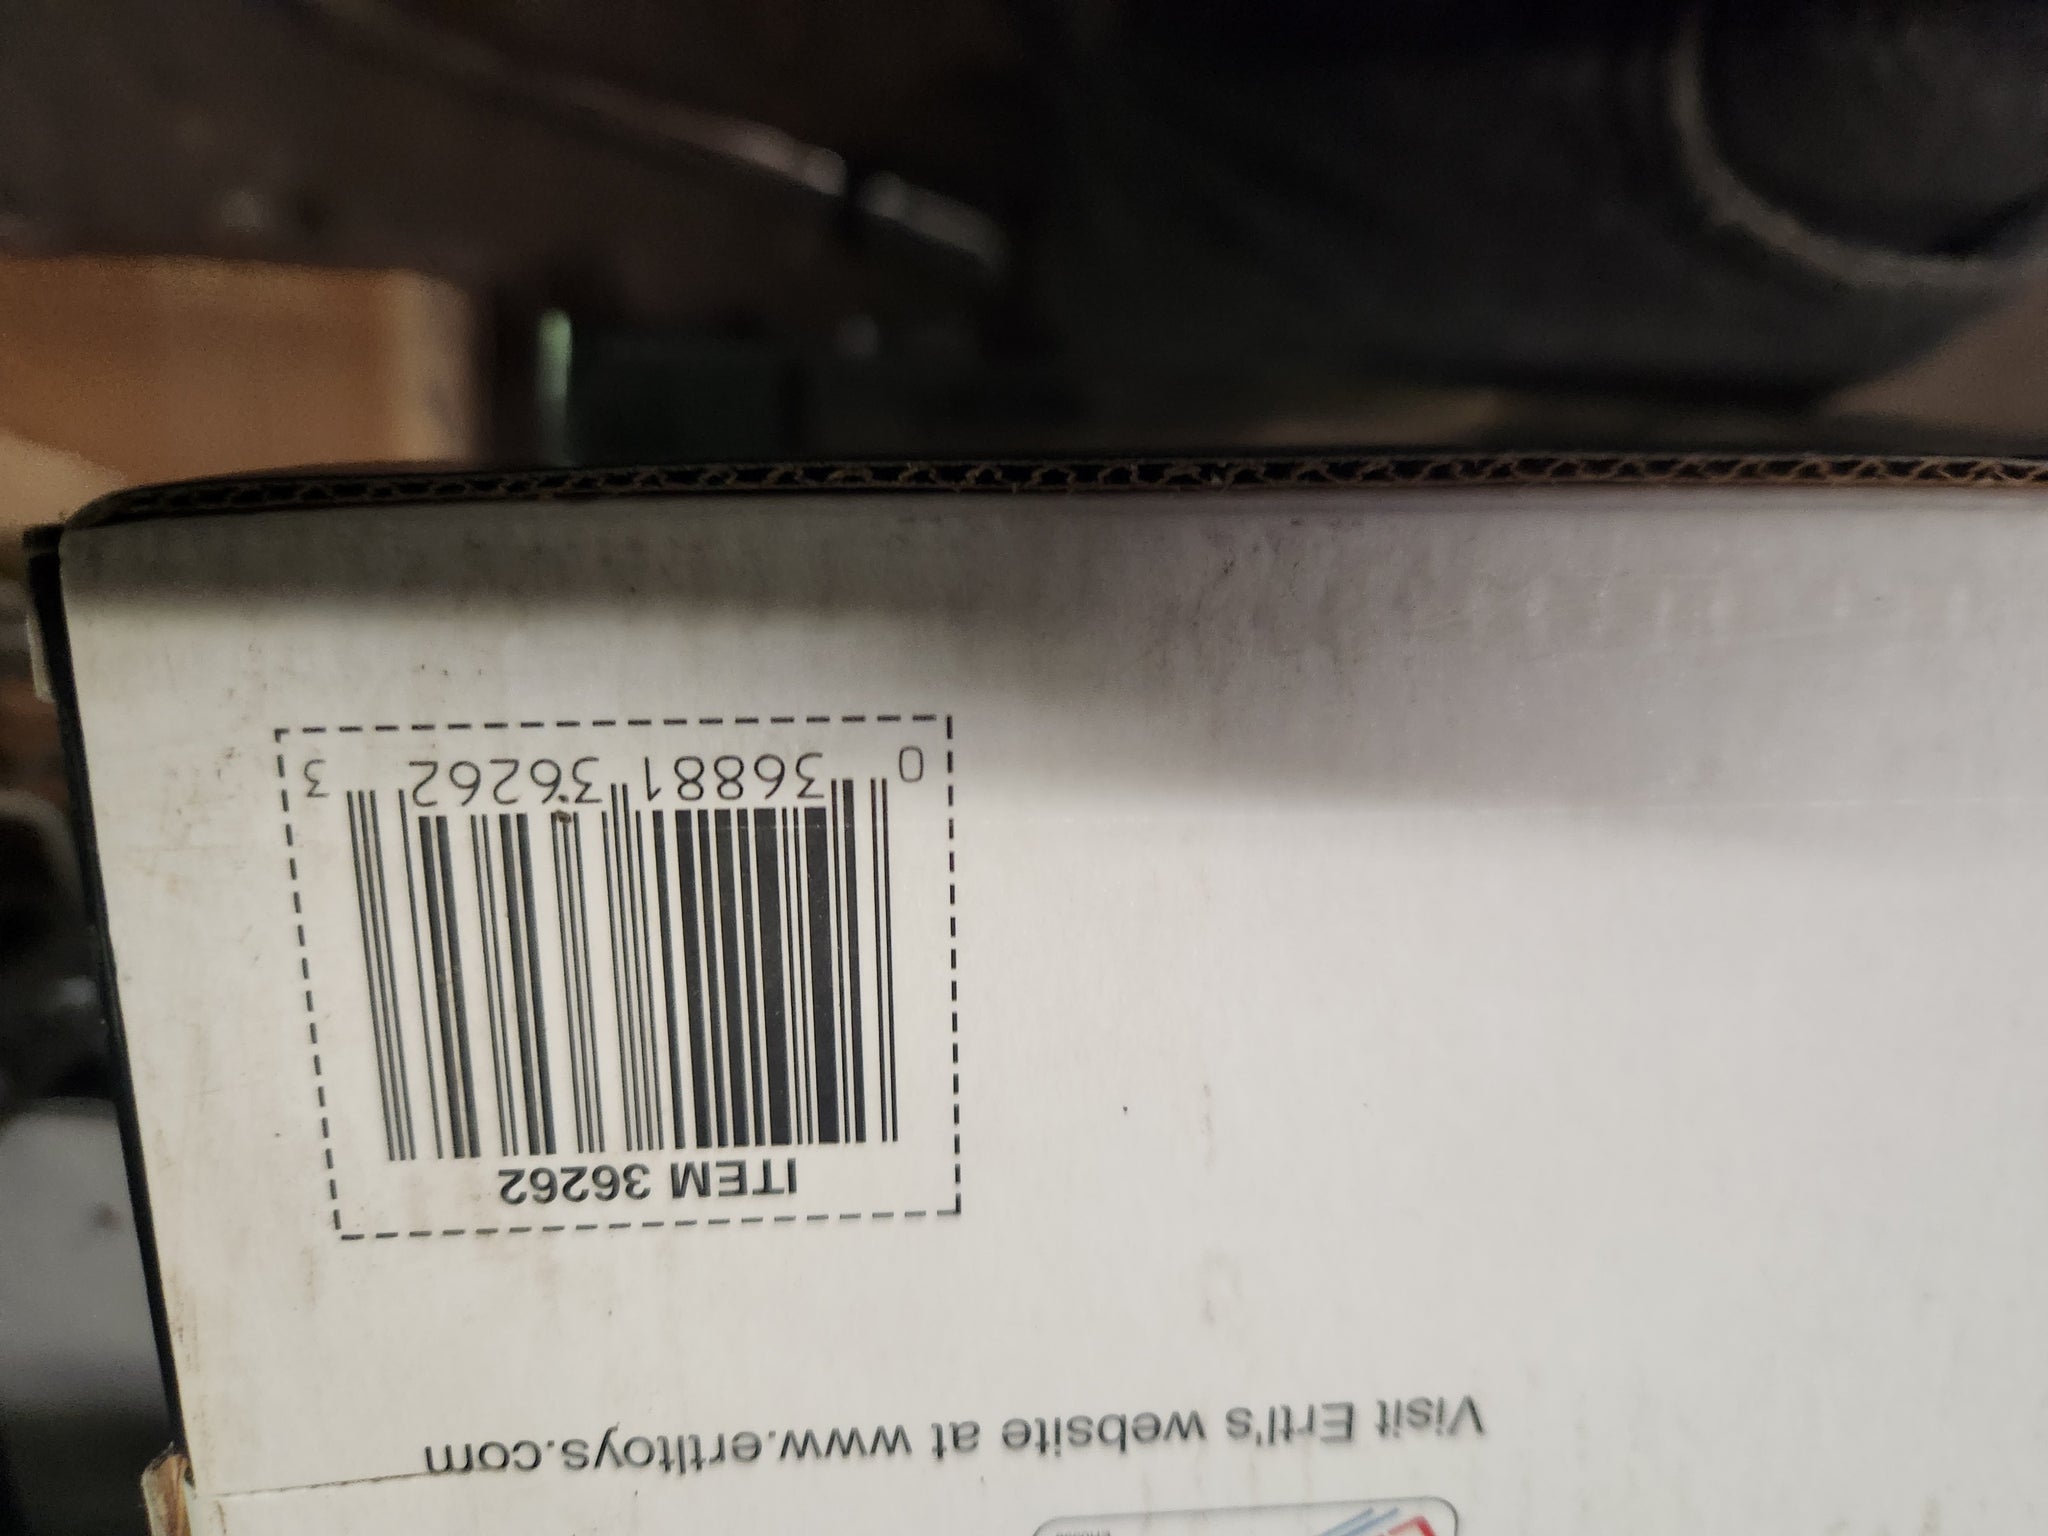 Visit Ertl's website at www.ertltoys.com
ITEM 36262
0 36881 36262 3